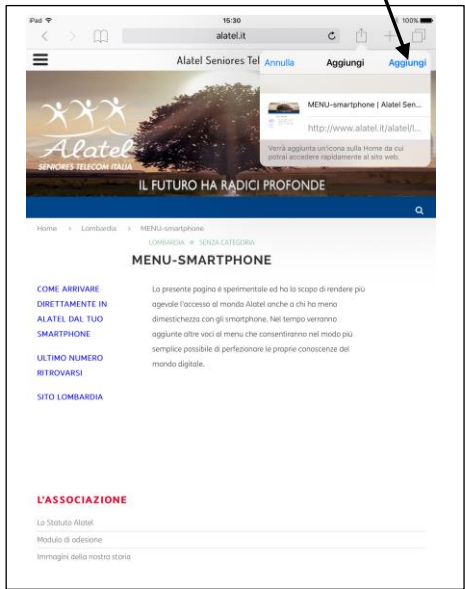 iPad 15:30 100%
alatel.it
Alatel Seniores Tel
Annulla Aggiungi Aggiungi
MENU-smartphone | Alatel Sen...
http://www.alatel.it/alatel/l...
Verrà aggiunta un'icona sulla Home da cui
potrai accedere rapidamente al sito web.
Alatel
SENIORES TELECOM ITALIA
IL FUTURO HA RADICI PROFONDE
Home > Lombardia > MENU-smartphone
LOMBARDIA SENZA CATEGORIA
MENU-SMARTPHONE
COME ARRIVARE
DIRETTAMENTE IN
ALATEL DAL TUO
SMARTPHONE
ULTIMO NUMERO
RITROVARSI
SITO LOMBARDIA
La presente pagina è sperimentale ed ha lo scopo di rendere più
agevole l'accesso al mondo Alatel anche a chi ha meno
dimestichezza con gli smartphone. Nel tempo verranno
aggiunte altre voci al menu che consentiranno nel modo più
semplice possibile di perfezionare le proprie conoscenze del
mondo digitale.
L'ASSOCIAZIONE
Lo Statuto Alatel
Modulo di adesione
Immagini della nostra storia